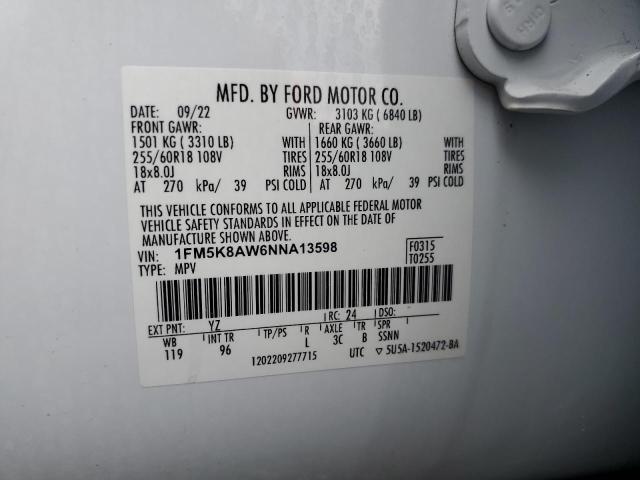 MFD. BY FORD MOTOR CO.
DATE: 09/22 GVWR: 3103 KG ( 6840 LB)
FRONT GAWR: REAR GAWR:
1501 KG ( 3310 LB) WITH 1660 KG ( 3660 LB) WITH
255/60R18 108V TIRES 255/60R18 108V TIRES
18x8.0J RIMS 18x8.0J RIMS
AT 270 kPa/ 39 PSI COLD AT 270 kPa/ 39 PSI COLD
THIS VEHICLE CONFORMS TO ALL APPLICABLE FEDERAL MOTOR
VEHICLE SAFETY STANDARDS IN EFFECT ON THE DATE OF
MANUFACTURE SHOWN ABOVE.
VIN: 1FM5K8AW6NNA13598 F0315
TYPE: MPV T0255
EXT PNT: YZ RC: 24 DSO:
WB INT TR TP/PS R AXLE TR SPR
119 96 L 3C B SSNN
1202209277715 UTC ▽ 5U5A-1520472-BA